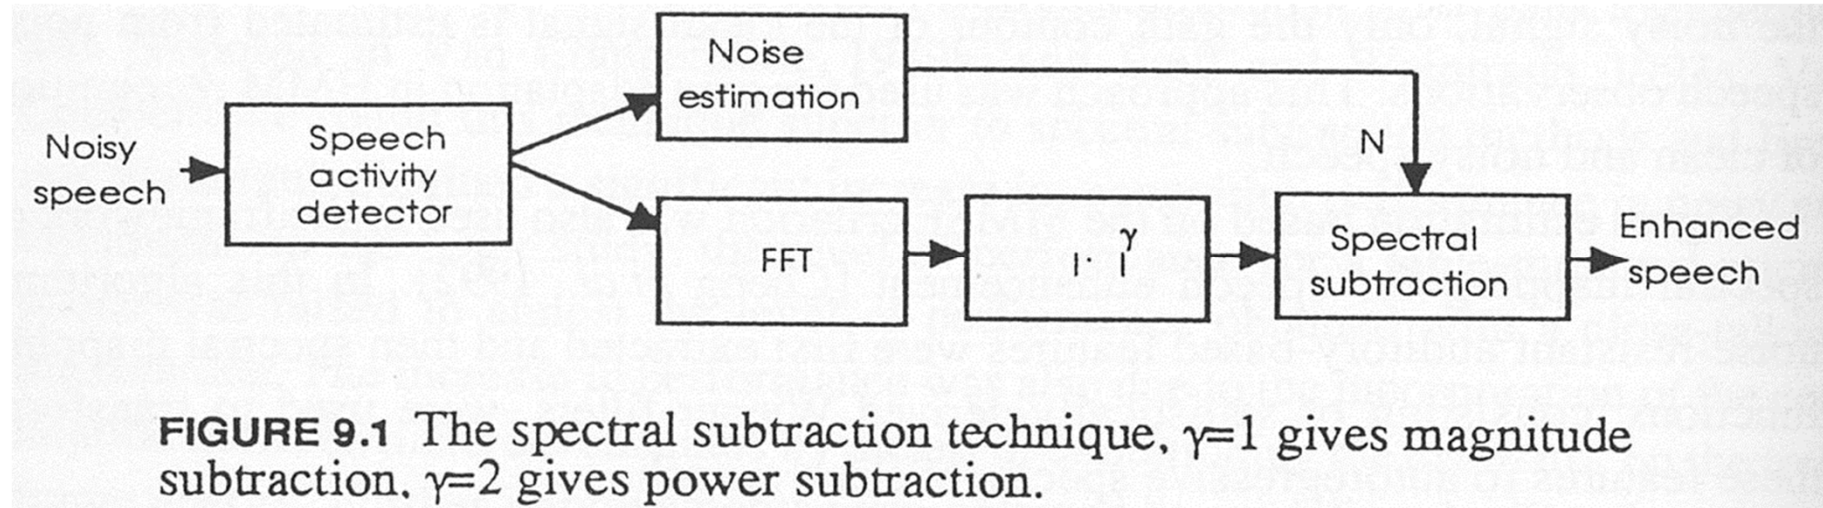 Noise
estimation
Noisy
speech
Speech
activity
detector
N
FFT
|·|γ
Spectral
subtraction
Enhanced
speech
FIGURE 9.1 The spectral subtraction technique, γ=1 gives magnitude
subtraction. γ=2 gives power subtraction.